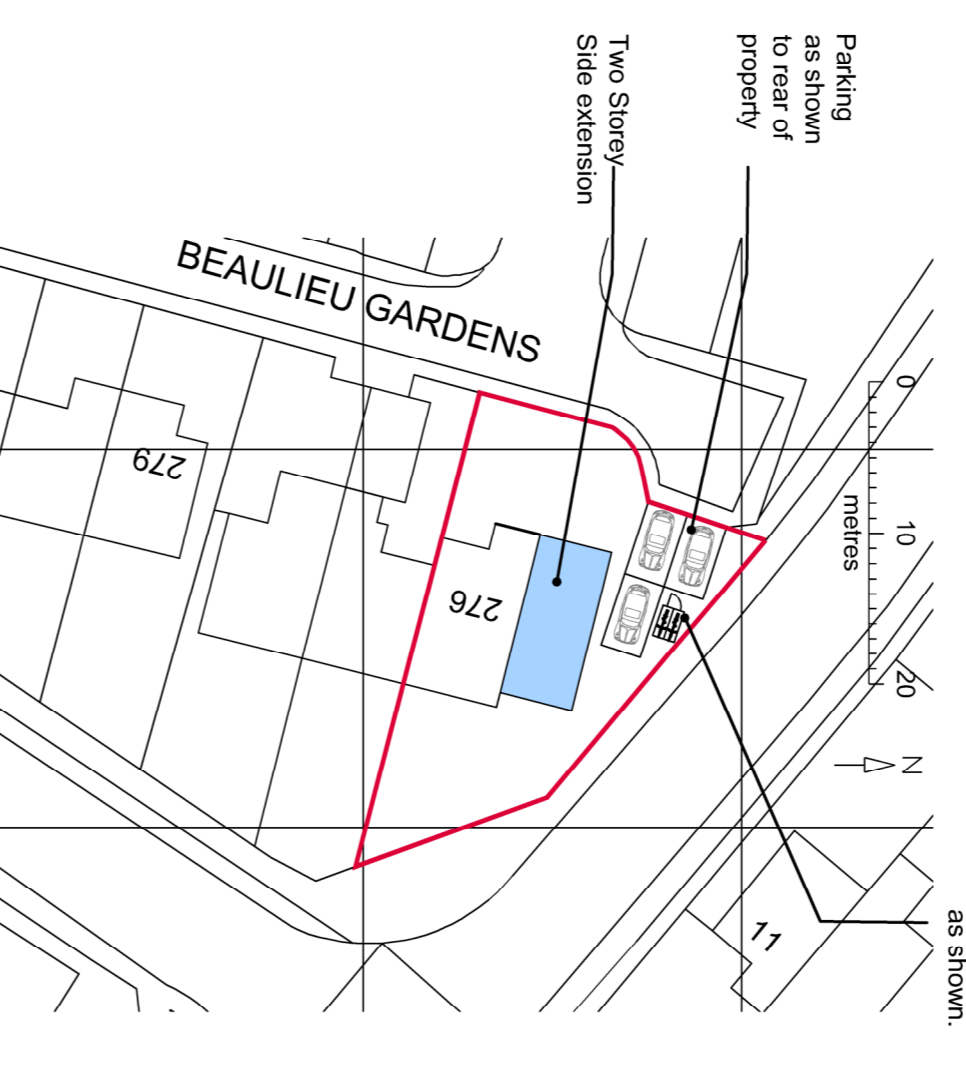 Parking
as shown
to rear of
property
Two Storey
Side extension
BEAULIEU GARDENS
279
276
11
0
10
20
metres
N
as shown.